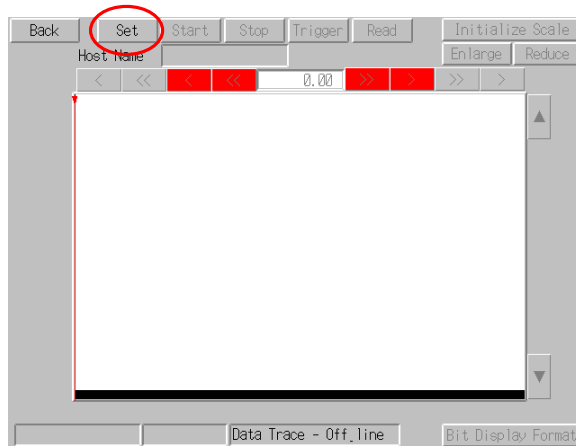 Back Set Start Stop Trigger Read Initialize Scale
Host Name Enlarge Reduce
< << < << 0.00 >> > >> >
Data Trace - Off_line Bit Display Format